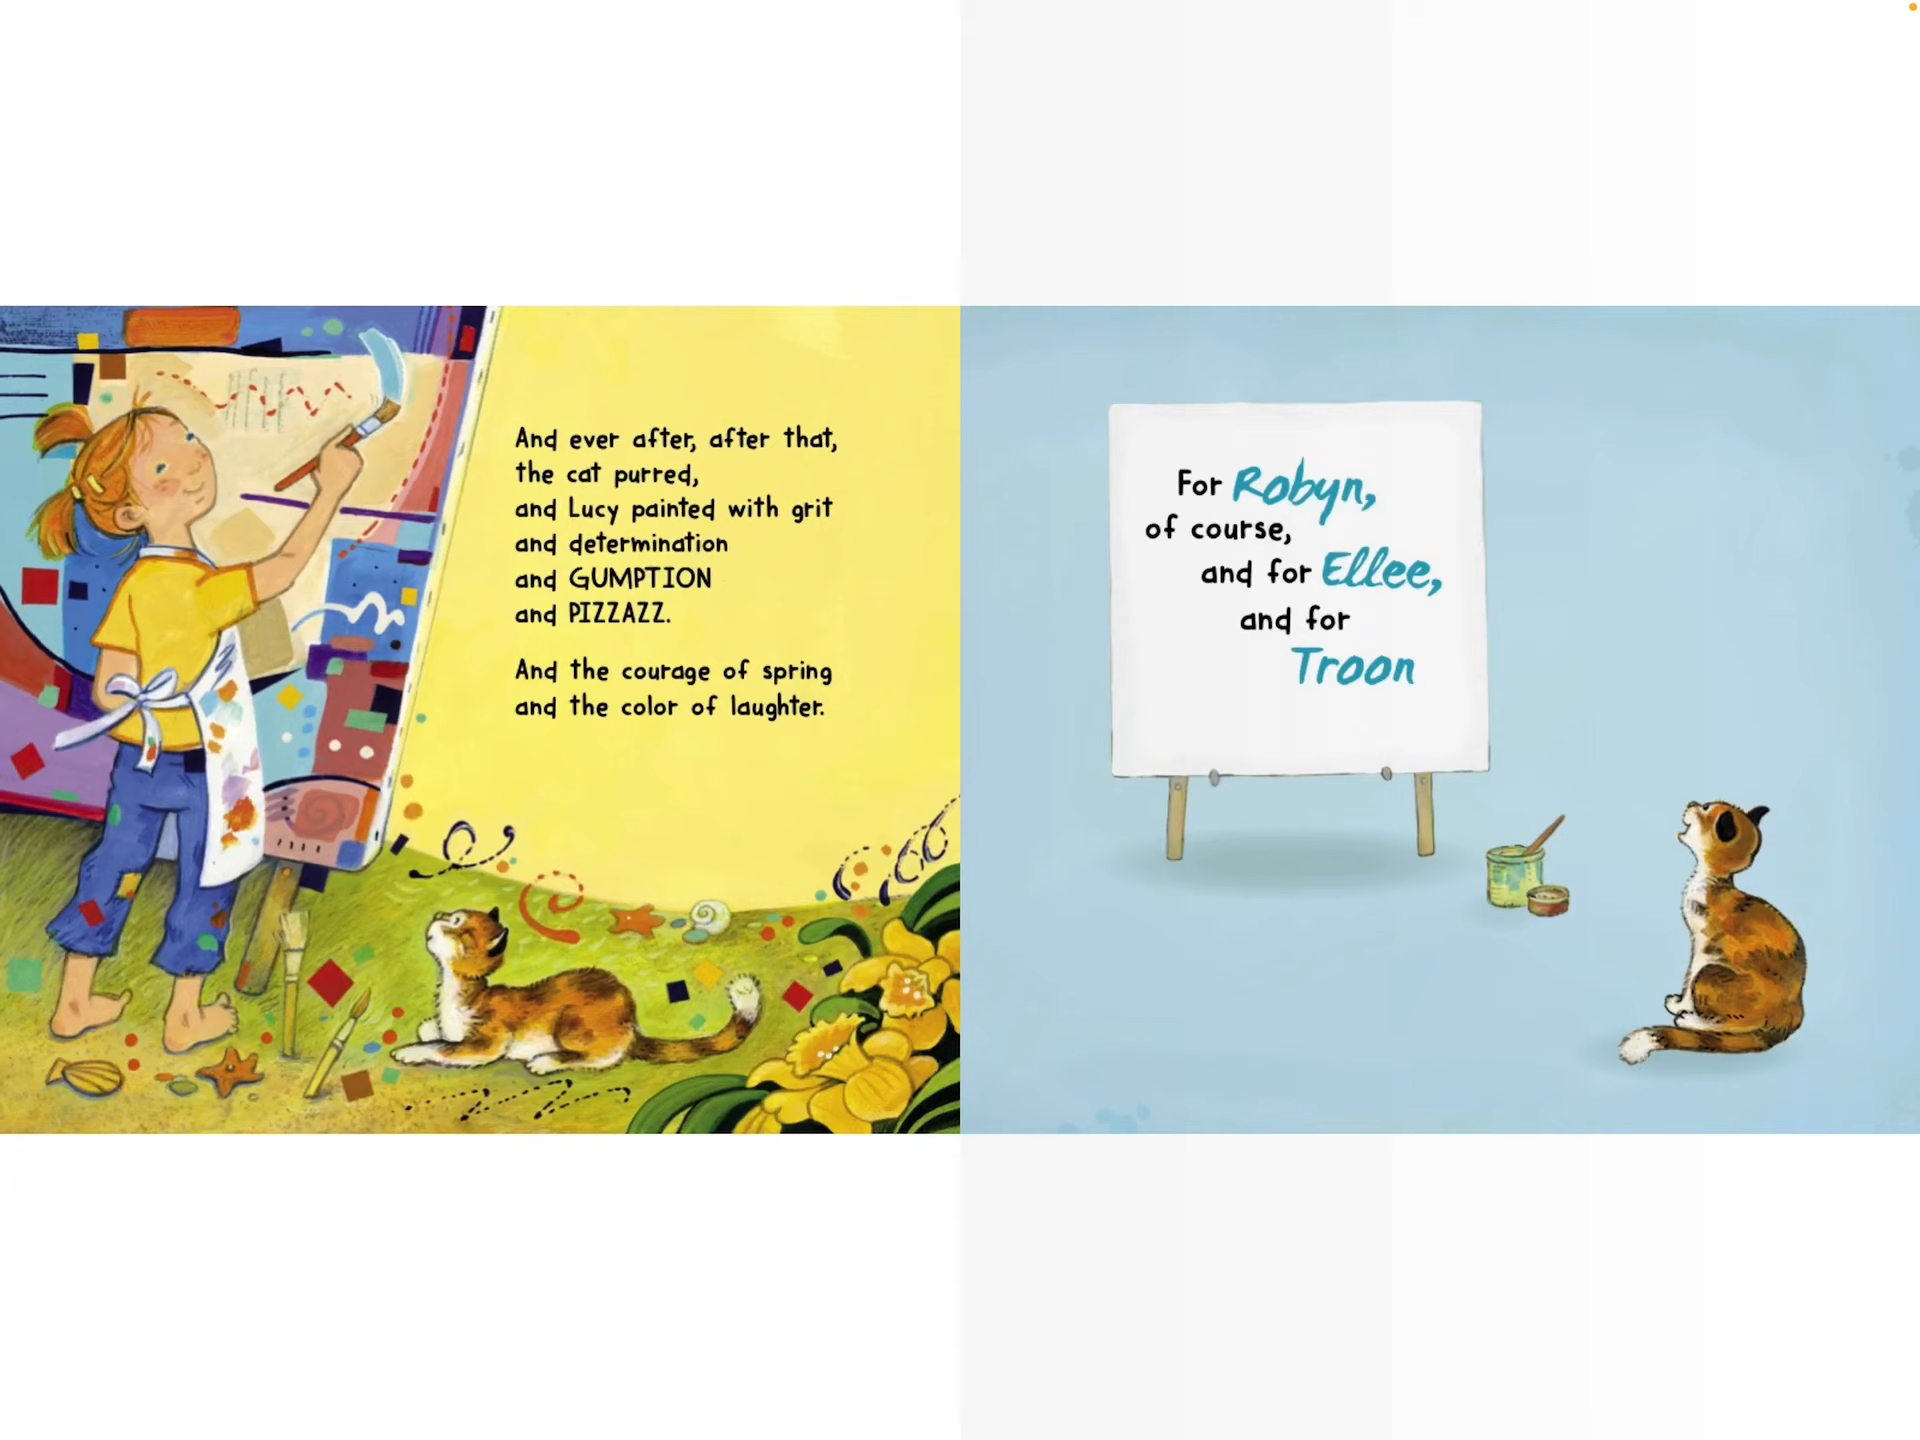 And ever after, after that,
the cat purred,
and Lucy painted with grit
and determination
and GUMPTION
and PIZZAZZ.
And the courage of spring
and the color of laughter.
For Robyn,
of course,
and for Ellee,
and for
Troon